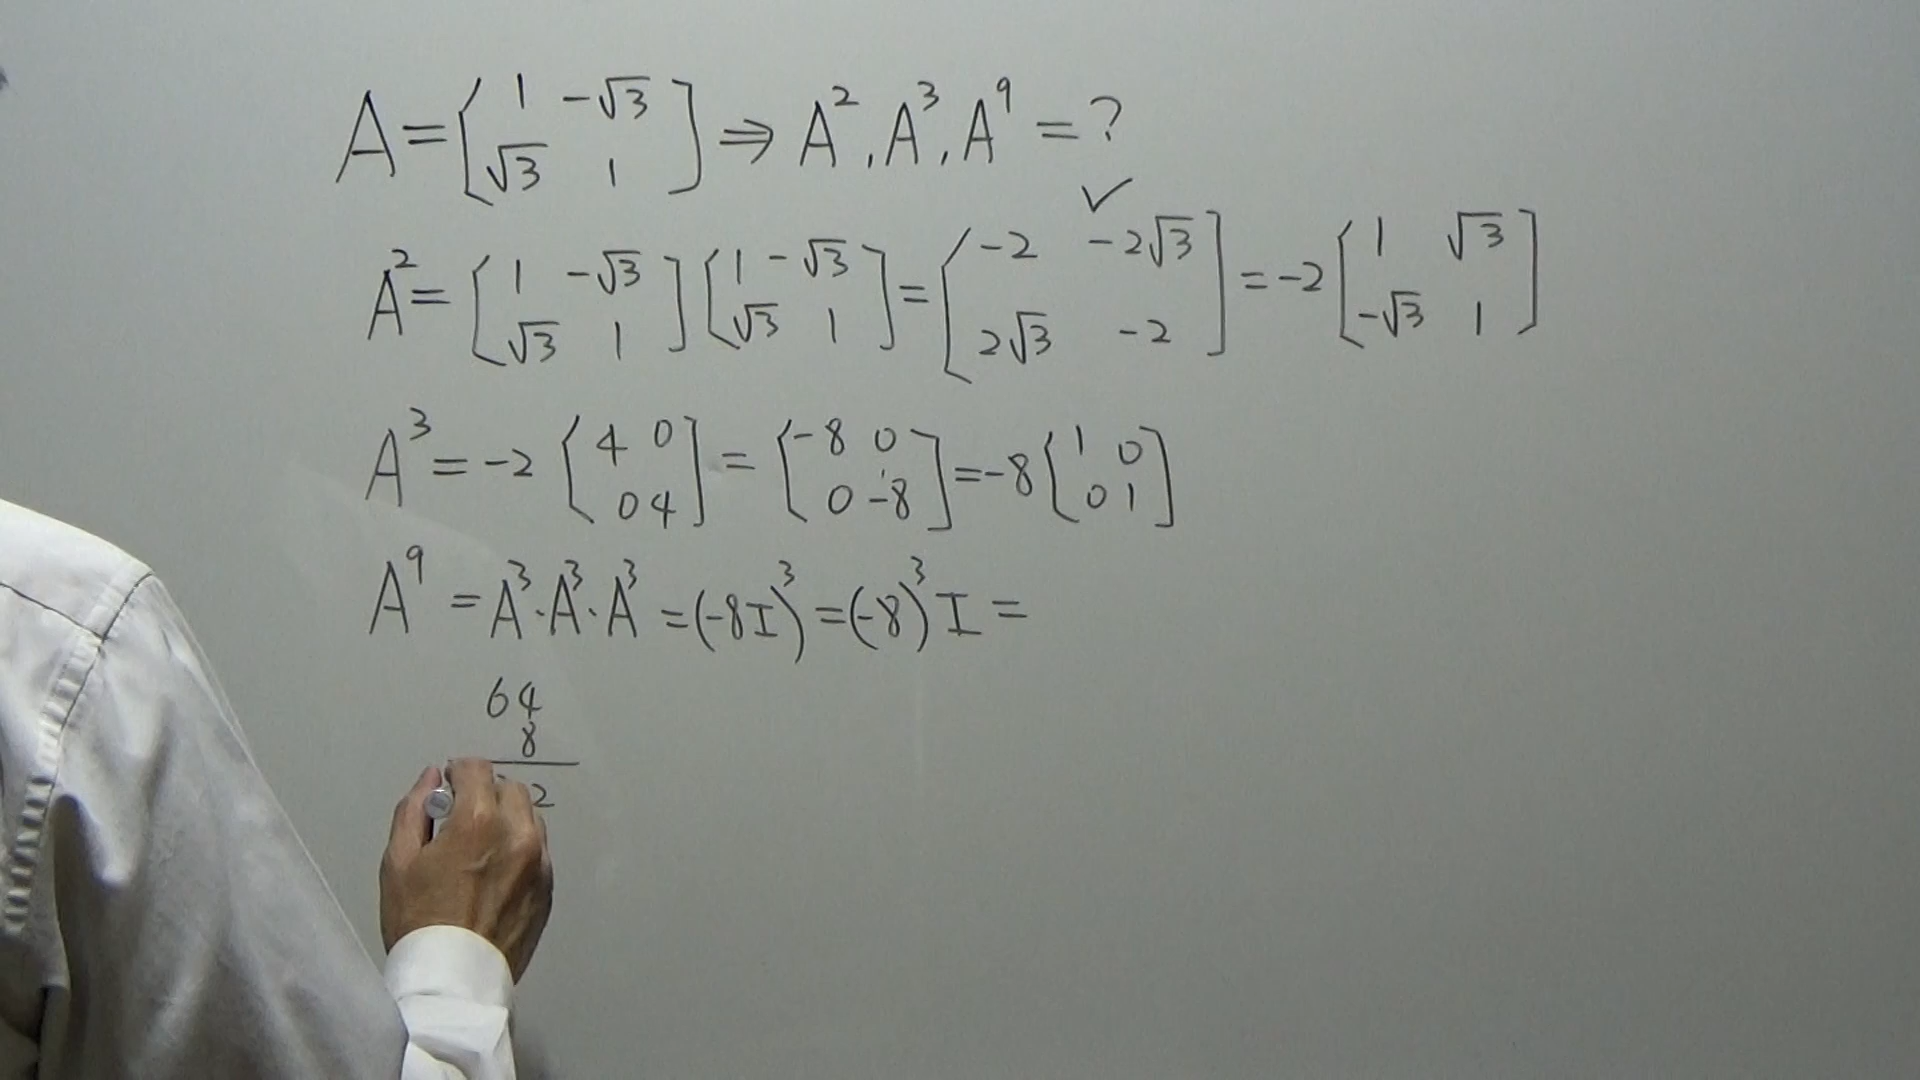 A = [1 -√3; √3 1] ⇒ A², A³, A⁹ = ?
✓
A² = [1 -√3; √3 1] [1 -√3; √3 1] = [-2 -2√3; 2√3 -2] = -2 [1 √3; -√3 1]
A³ = -2 [4 0; 0 4] = [-8 0; 0 -8] = -8 [1 0; 0 1]
A⁹ = A³·A³·A³ = (-8I)³ = (-8)³ I =
64
8
2